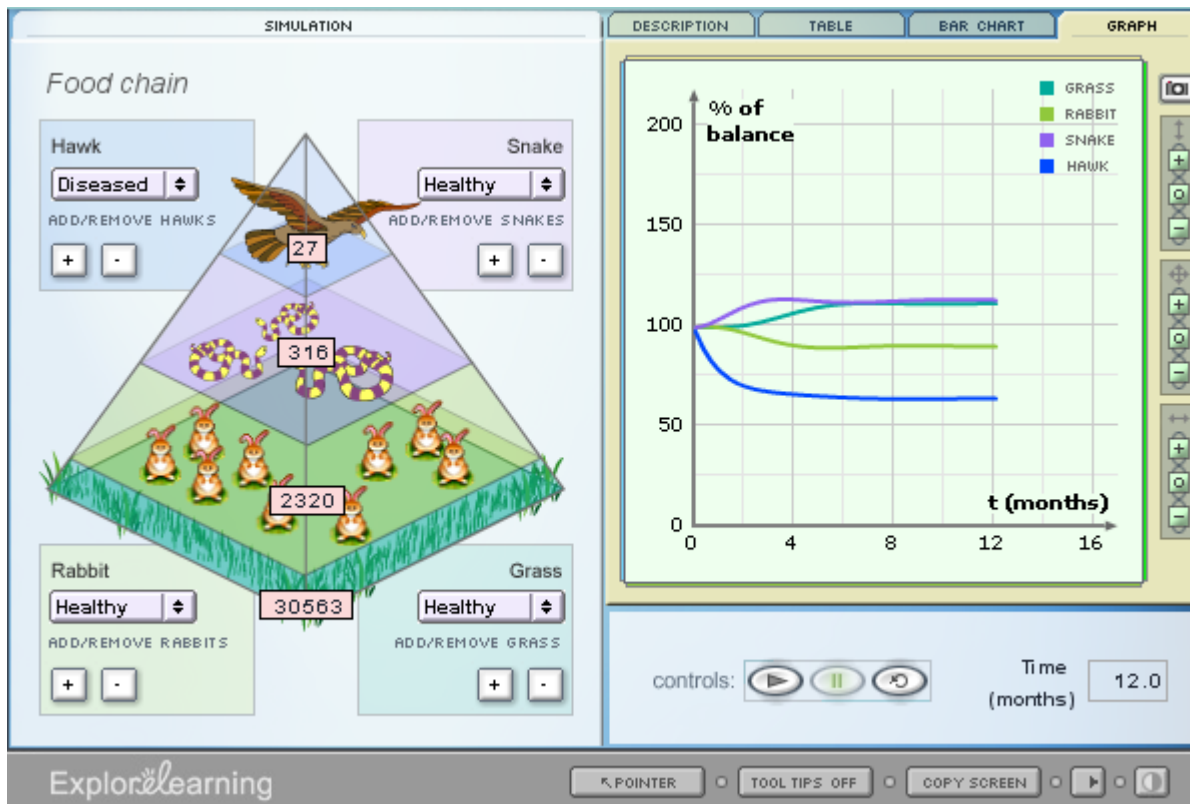 SIMULATION
DESCRIPTION
TABLE
BAR CHART
GRAPH
Food chain
Hawk
Diseased
ADD/REMOVE HAWKS
+ -
Snake
Healthy
ADD/REMOVE SNAKES
+ -
27
316
2320
30563
Rabbit
Healthy
ADD/REMOVE RABBITS
+ -
Grass
Healthy
ADD/REMOVE GRASS
+ -
% of
balance
GRASS
RABBIT
SNAKE
HAWK
200
150
100
50
0
t (months)
0 4 8 12 16
+
-
+
-
+
-
controls:
Time
(months)
12.0
ExploreLearning
POINTER
TOOL TIPS OFF
COPY SCREEN